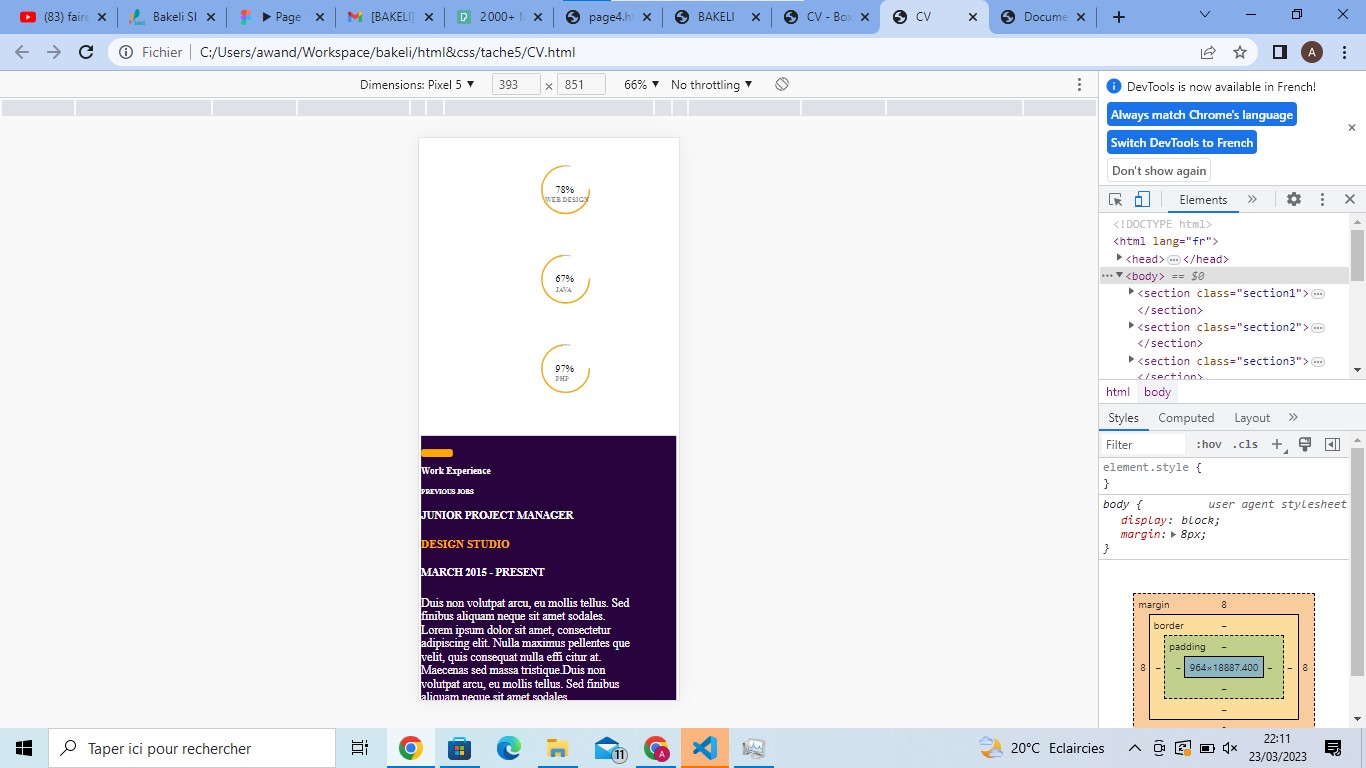 (83) faire
Bakeli Sl
Page
[BAKELI]
2000+
page4.ht
BAKELI
CV - Box
CV
Docume
Fichier
C:/Users/awand/Workspace/bakeli/html&css/tache5/CV.html
A
Dimensions: Pixel 5 393 × 851 66% No throttling
DevTools is now available in French!
Always match Chrome's language
Switch DevTools to French
Don't show again
Elements
<!DOCTYPE html>
<html lang="fr">
<head> … </head>
<body> == $0
<section class="section1"> …
</section>
<section class="section2"> …
</section>
<section class="section3"> …
</section>
html body
Styles Computed Layout
Filter :hov .cls
element.style {
}
body { user agent stylesheet
display: block;
margin: 8px;
}
margin 8
border –
padding –
8 – – 964×18887.400 – – 8
–
–
78%
WEB DESIGN
67%
JAVA
97%
PHP
Work Experience
PREVIOUS JOBS
JUNIOR PROJECT MANAGER
DESIGN STUDIO
MARCH 2015 - PRESENT
Duis non volutpat arcu, eu mollis tellus. Sed
finibus aliquam neque sit amet sodales.
Lorem ipsum dolor sit amet, consectetur
adipiscing elit. Nulla maximus pellentes que
velit, quis consequat nulla effi citur at.
Maecenas sed massa tristique.Duis non
volutpat arcu, eu mollis tellus. Sed finibus
aliquam neque sit amet sodales.
Taper ici pour rechercher
11
A
20°C Eclaircies
22:11
23/03/2023